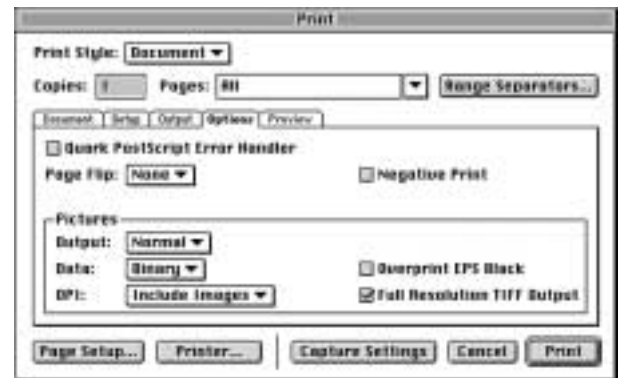 Print
Print Style: Document
Copies: 1 Pages: All Range Separators...
Document Setup Output Options Preview
Quark PostScript Error Handler
Page Flip: None Negative Print
Pictures
Output: Normal
Data: Binary Overprint EPS Black
OPI: Include Images Full Resolution TIFF Output
Page Setup... Printer... Capture Settings Cancel Print